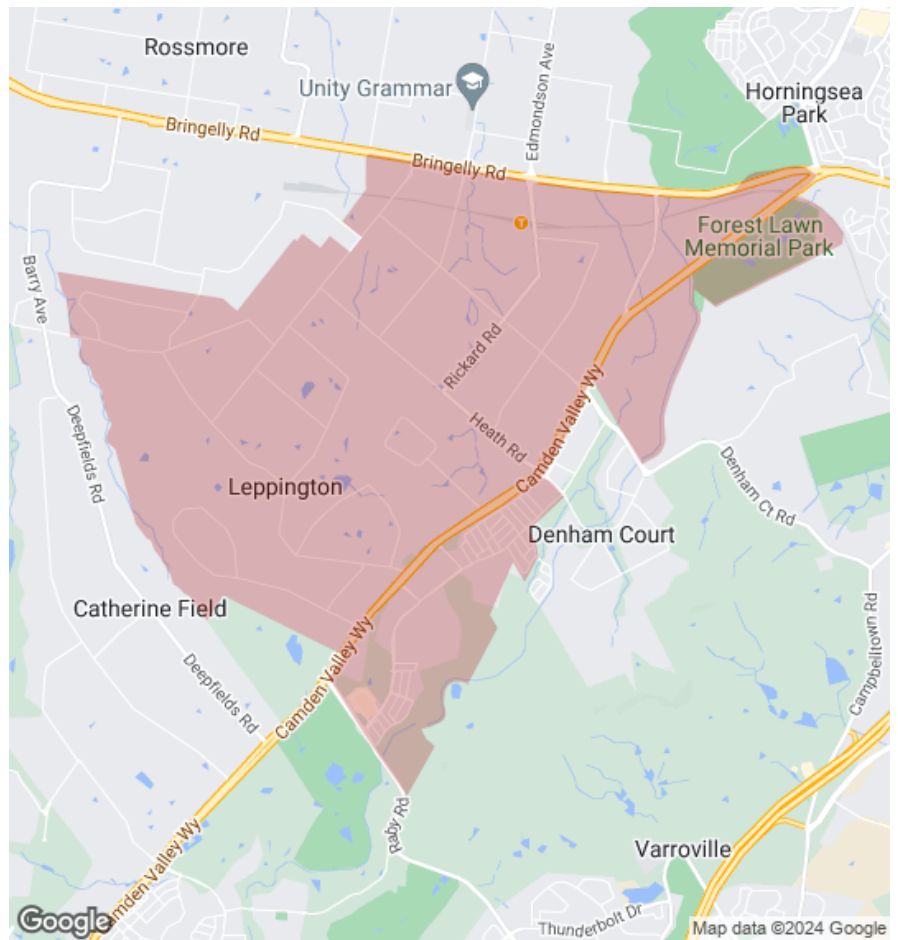 Rossmore
Unity Grammar
Edmondson Ave
Horningsea
Park
Bringelly Rd
Bringelly Rd
T
Forest Lawn
Memorial Park
Barry Ave
Rickard Rd
Camden Valley Wy
Heath Rd
Deepfields Rd
Leppington
Denham Ct Rd
Denham Court
Catherine Field
Camden Valley Wy
Deepfields Rd
Campbelltown Rd
Raby Rd
Varroville
Camden Valley Wy
Thunderbolt Dr
Google
Map data ©2024 Google